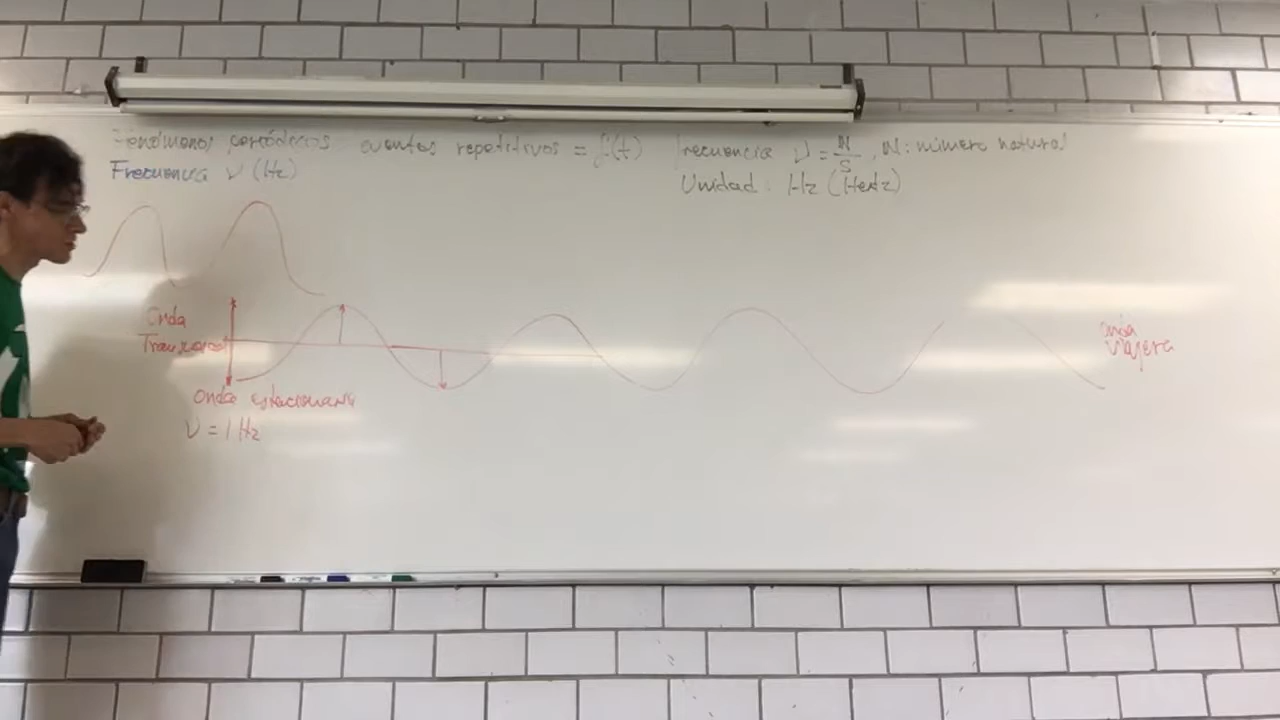 Fenómenos periódicos eventos repetitivos = f(t)
Frecuencia ν (Hz)
frecuencia ν = N/s, N: número natural
Unidad: Hz (Hertz)
Onda
Transversal
Onda estacionaria
ν = 1 Hz
onda
viajera